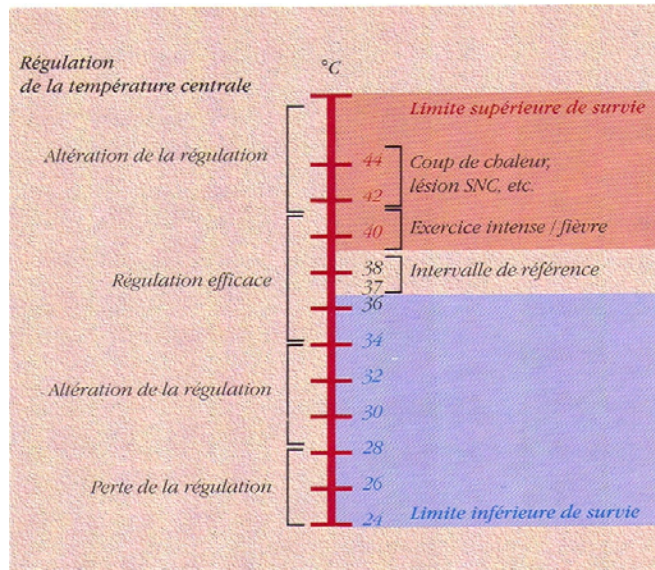 Régulation
de la température centrale
°C
Limite supérieure de survie
Altération de la régulation
44
Coup de chaleur,
lésion SNC, etc.
42
40
Exercice intense / fièvre
Régulation efficace
38
Intervalle de référence
37
36
34
Altération de la régulation
32
30
28
Perte de la régulation
26
24
Limite inférieure de survie